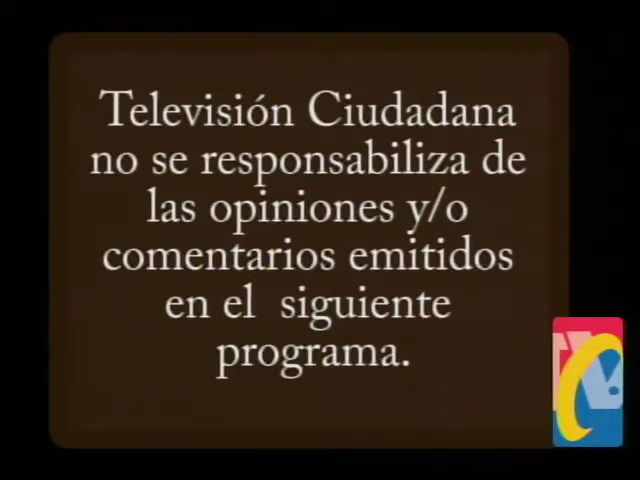 Televisión Ciudadana
no se responsabiliza de
las opiniones y/o
comentarios emitidos
en el siguiente
programa.